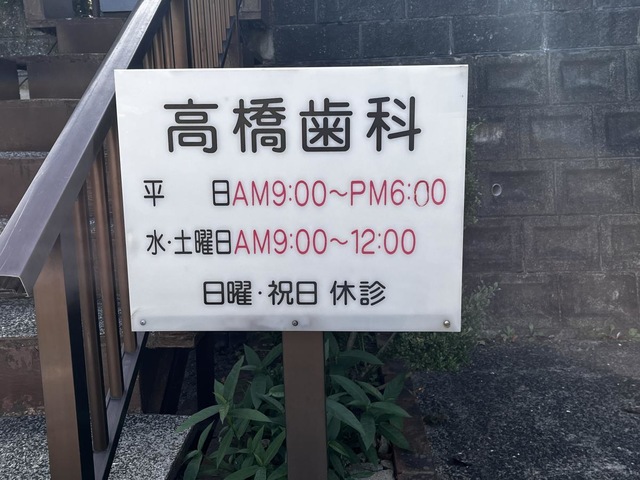 高橋歯科
平　日AM9:00〜PM6:00
水・土曜日AM9:00〜12:00
日曜・祝日 休診